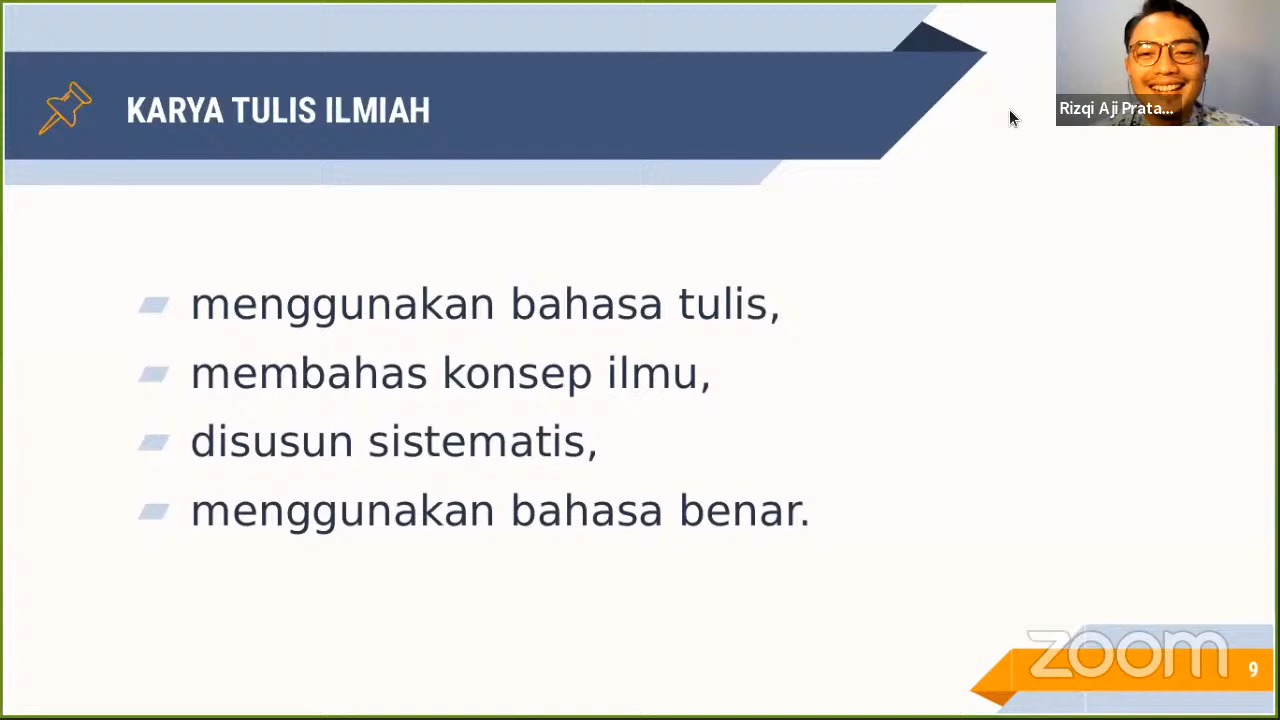 KARYA TULIS ILMIAH
Rizqi Aji Prata...
menggunakan bahasa tulis,
membahas konsep ilmu,
disusun sistematis,
menggunakan bahasa benar.
zoom
9